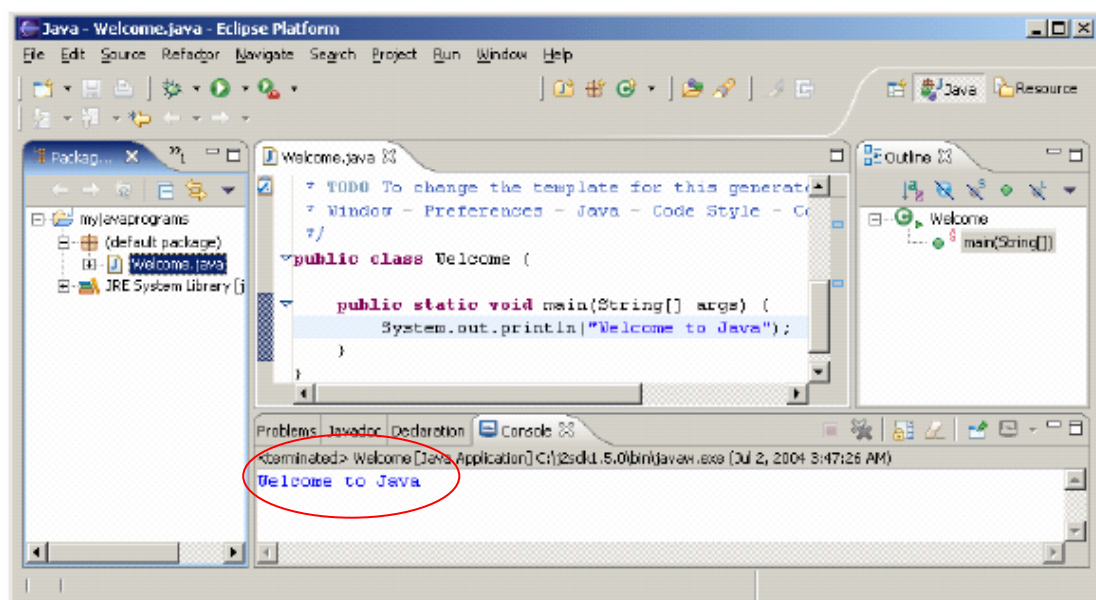 Java - Welcome.java - Eclipse Platform
File Edit Source Refactor Navigate Search Project Run Window Help
Java Resource
Packag...
Welcome.java
Outline
* TODO To change the template for this generate
* Window - Preferences - Java - Code Style - Co
*/
public class Welcome {
public static void main(String[] args) {
System.out.println("Welcome to Java");
}
}
myjavaprograms
(default package)
Welcome.java
JRE System Library [j
Welcome
main(String[])
Problems Javadoc Declaration Console
<terminated> Welcome [Java Application] C:\j2sdk1.5.0\bin\javaw.exe (Jul 2, 2004 3:47:26 AM)
Welcome to Java